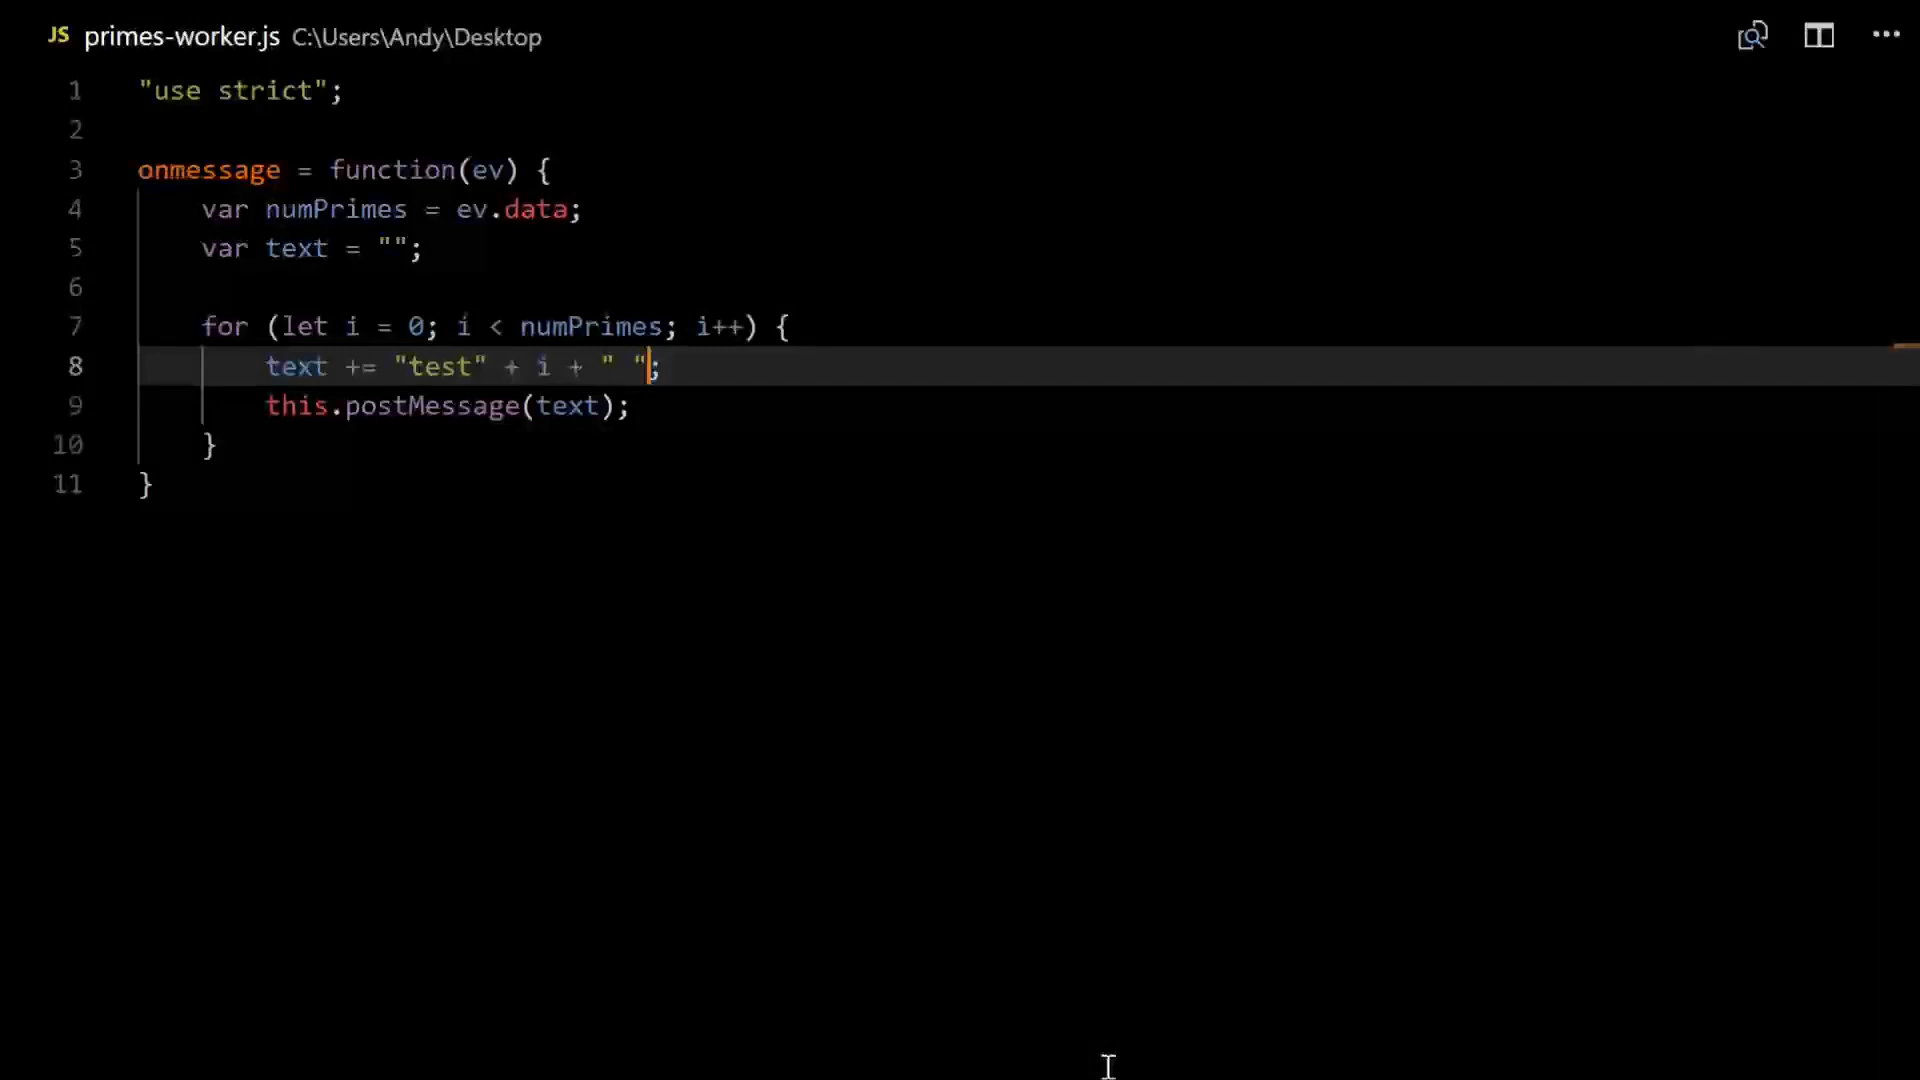 JS primes-worker.js C:\Users\Andy\Desktop
1 "use strict";
2
3 onmessage = function(ev) {
4 var numPrimes = ev.data;
5 var text = "";
6
7 for (let i = 0; i < numPrimes; i++) {
8 text += "test" + i + " ";
9 this.postMessage(text);
10 }
11 }